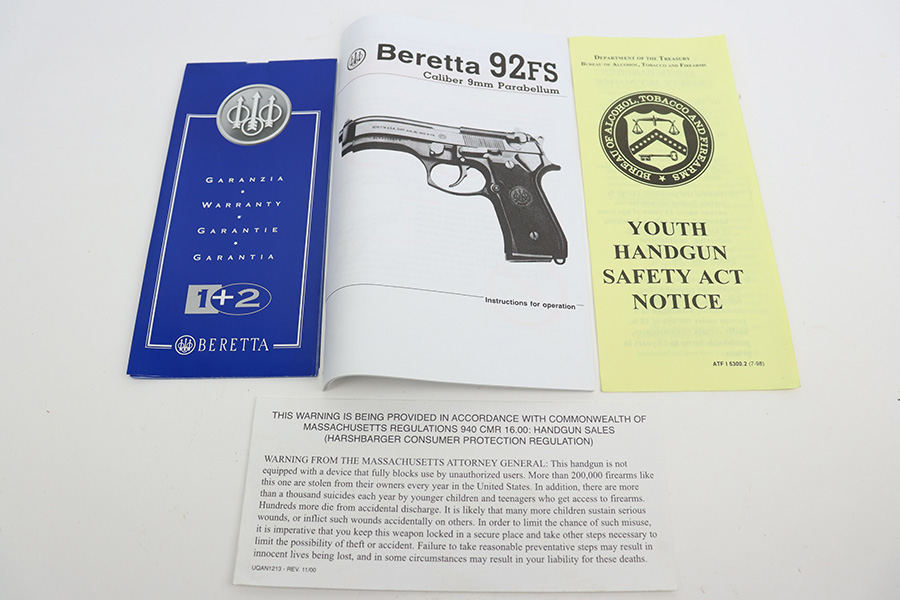 GARANZIA
WARRANTY
GARANTIE
GARANTIA
1+2
BERETTA
Beretta 92FS
Caliber 9mm Parabellum
Instructions for operation
DEPARTMENT OF THE TREASURY
BUREAU OF ALCOHOL, TOBACCO AND FIREARMS
BUREAU OF ALCOHOL, TOBACCO AND FIREARMS
YOUTH
HANDGUN
SAFETY ACT
NOTICE
ATF I 5300.2 (7-98)
THIS WARNING IS BEING PROVIDED IN ACCORDANCE WITH COMMONWEALTH OF
MASSACHUSETTS REGULATIONS 940 CMR 16.00: HANDGUN SALES
(HARSHBARGER CONSUMER PROTECTION REGULATION)
WARNING FROM THE MASSACHUSETTS ATTORNEY GENERAL: This handgun is not
equipped with a device that fully blocks use by unauthorized users. More than 200,000 firearms like
this one are stolen from their owners every year in the United States. In addition, there are more
than a thousand suicides each year by younger children and teenagers who get access to firearms.
Hundreds more die from accidental discharge. It is likely that many more children sustain serious
wounds, or inflict such wounds accidentally on others. In order to limit the chance of such misuse,
it is imperative that you keep this weapon locked in a secure place and take other steps necessary to
limit the possibility of theft or accident. Failure to take reasonable preventative steps may result in
innocent lives being lost, and in some circumstances may result in your liability for these deaths.
UQAN1213 - REV. 11/00